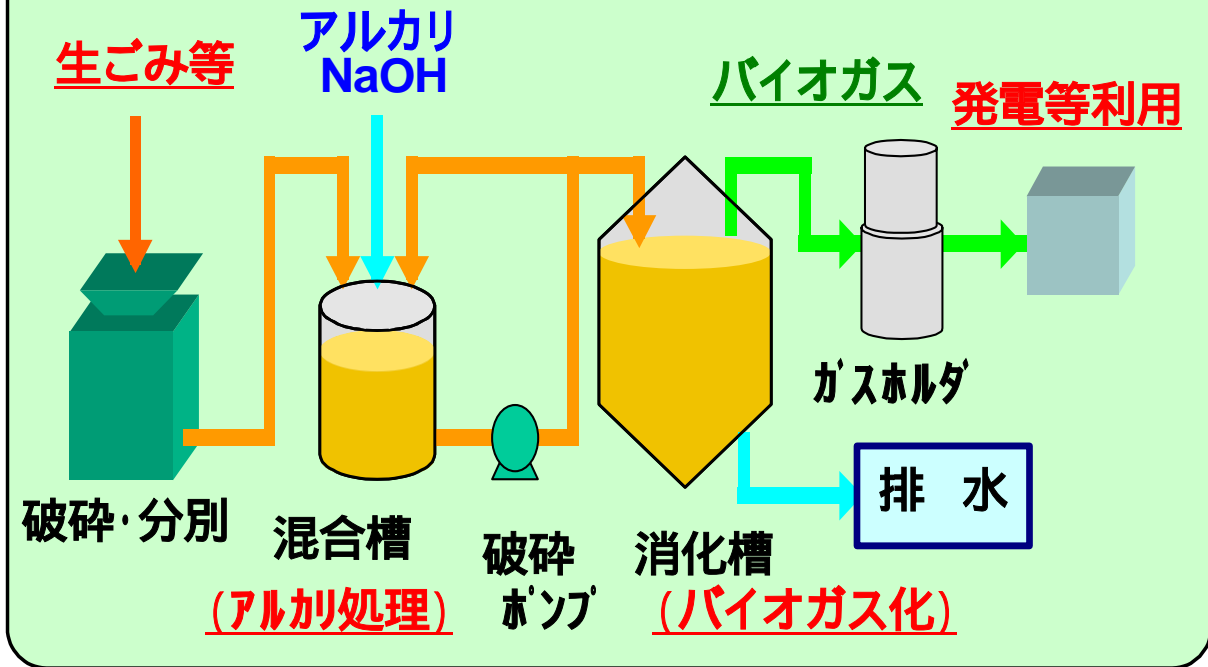 生ごみ等
アルカリ
NaOH
バイオガス
発電等利用
ｶﾞｽﾎﾙﾀﾞ
排　水
破砕・分別
混合槽
(ｱﾙｶﾘ処理)
破砕
ﾎﾟﾝﾌﾟ
消化槽
(バイオガス化)